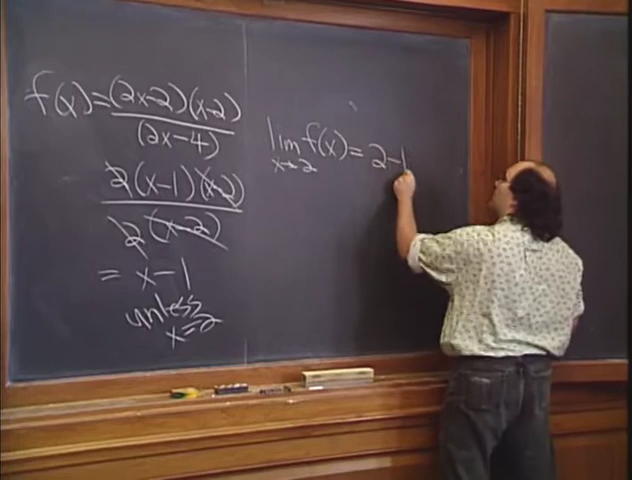 f(x)=(2x-2)(x-2)
(2x-4)
2(x-1)(x-2)
2(x-2)
= x-1
unless
x=2
lim f(x)= 2-1
x→2